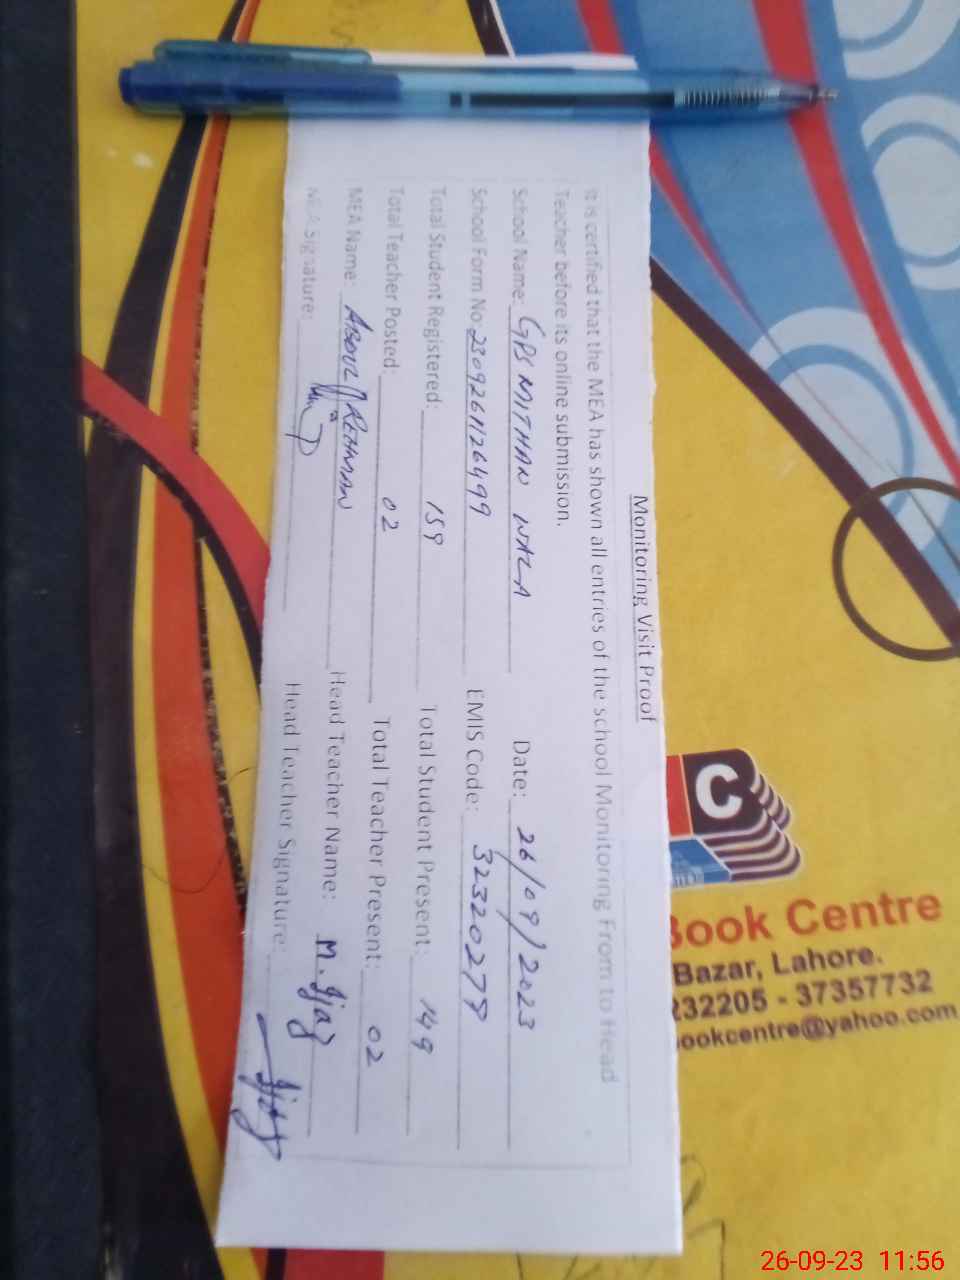 Monitoring Visit Proof
It is certified that the MEA has shown all entries of the school Monitoring From to Head
Teacher before its online submission.
School Name: GPS MITHAN WALA Date: 26/09/2023
School Form No: 2309261126499 EMIS Code: 32320279
Total Student Registered: 159 Total Student Present: 149
Total Teacher Posted: 02 Total Teacher Present: 02
MEA Name: ABDUL REHMAN Head Teacher Name: M. Ijaz
MEA Signature: Head Teacher Signature: Ijaz
C
Book Centre
Bazar, Lahore.
232205 - 37357732
ookcentre@yahoo.com
26-09-23 11:56